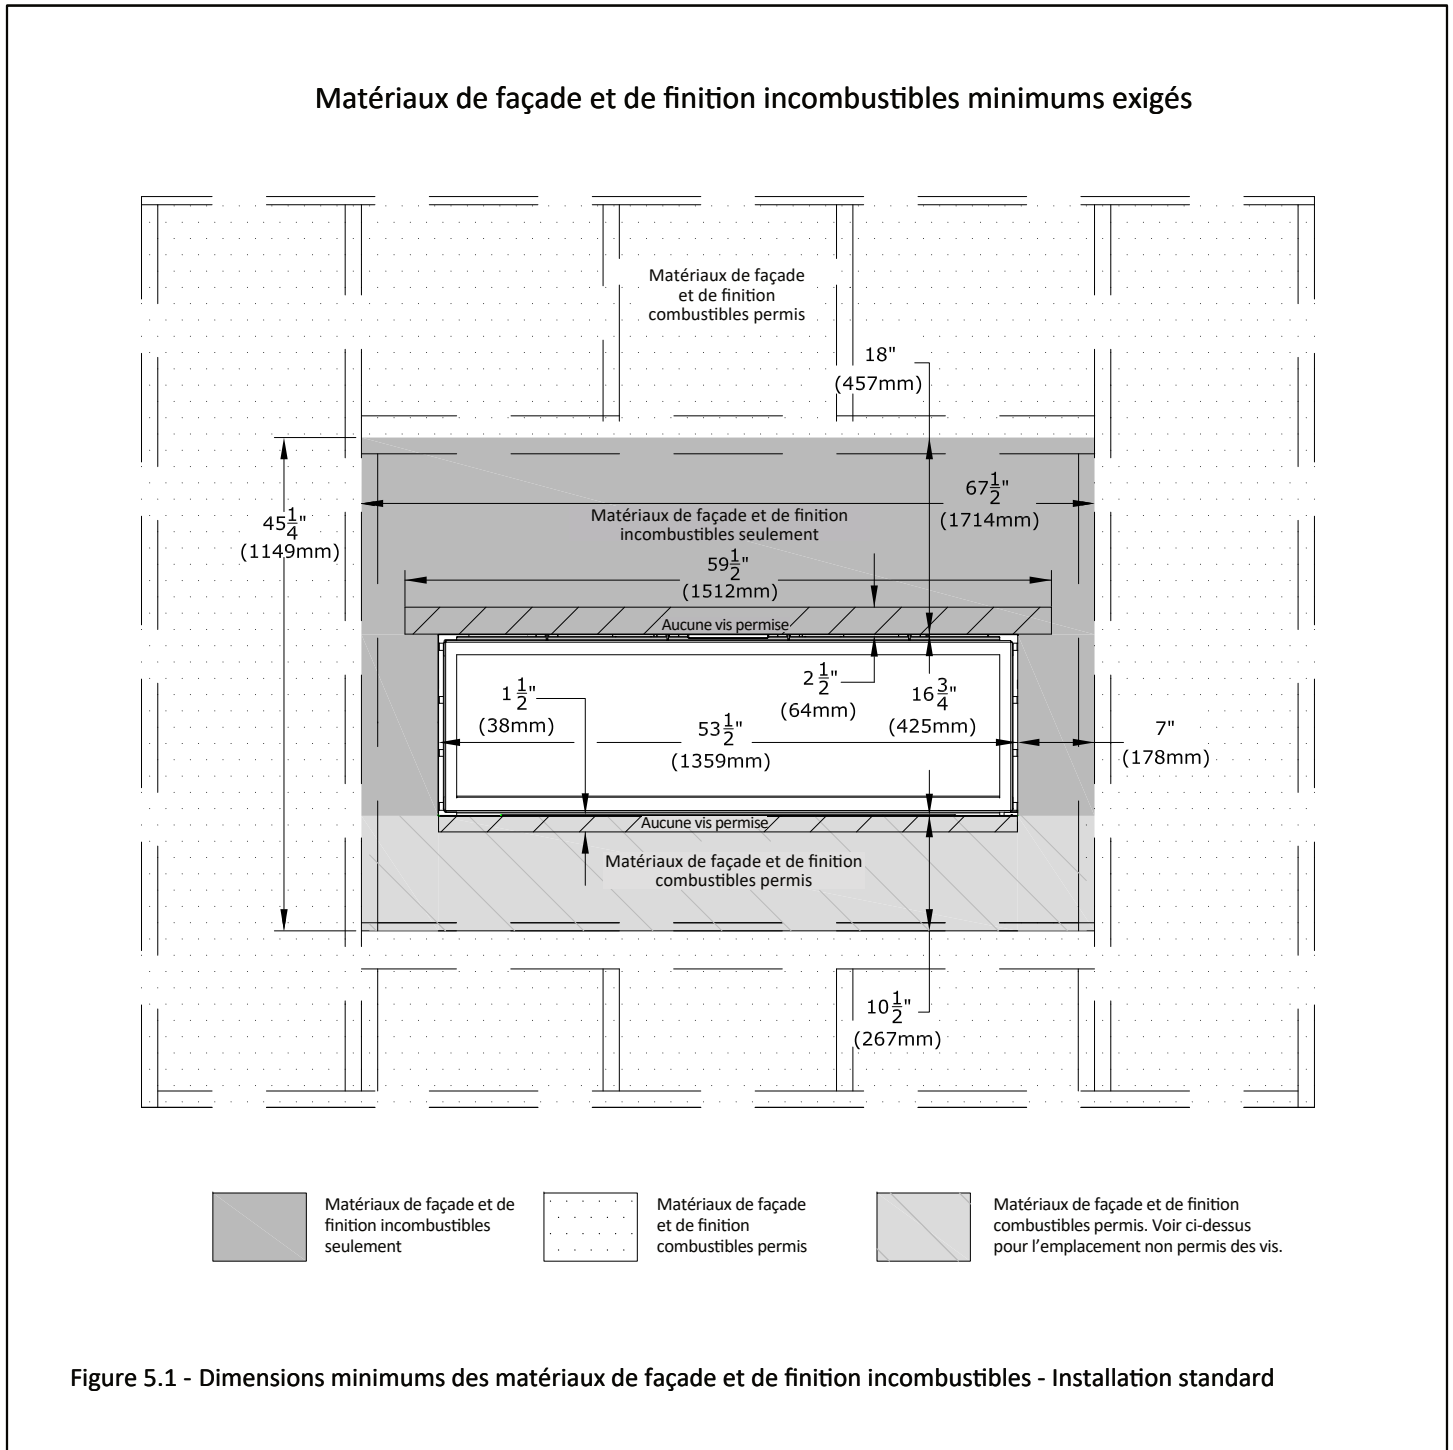 Matériaux de façade et de finition incombustibles minimums exigés
Matériaux de façade
et de finition
combustibles permis
18"
(457mm)
67 1/2"
(1714mm)
45 1/4"
(1149mm)
Matériaux de façade et de finition
incombustibles seulement
59 1/2"
(1512mm)
Aucune vis permise
2 1/2"
(64mm)
16 3/4"
(425mm)
1 1/2"
(38mm)
53 1/2"
(1359mm)
7"
(178mm)
Aucune vis permise
Matériaux de façade et de finition
combustibles permis
10 1/2"
(267mm)
Matériaux de façade et de
finition incombustibles
seulement
Matériaux de façade
et de finition
combustibles permis
Matériaux de façade et de finition
combustibles permis. Voir ci-dessus
pour l'emplacement non permis des vis.
Figure 5.1 - Dimensions minimums des matériaux de façade et de finition incombustibles - Installation standard